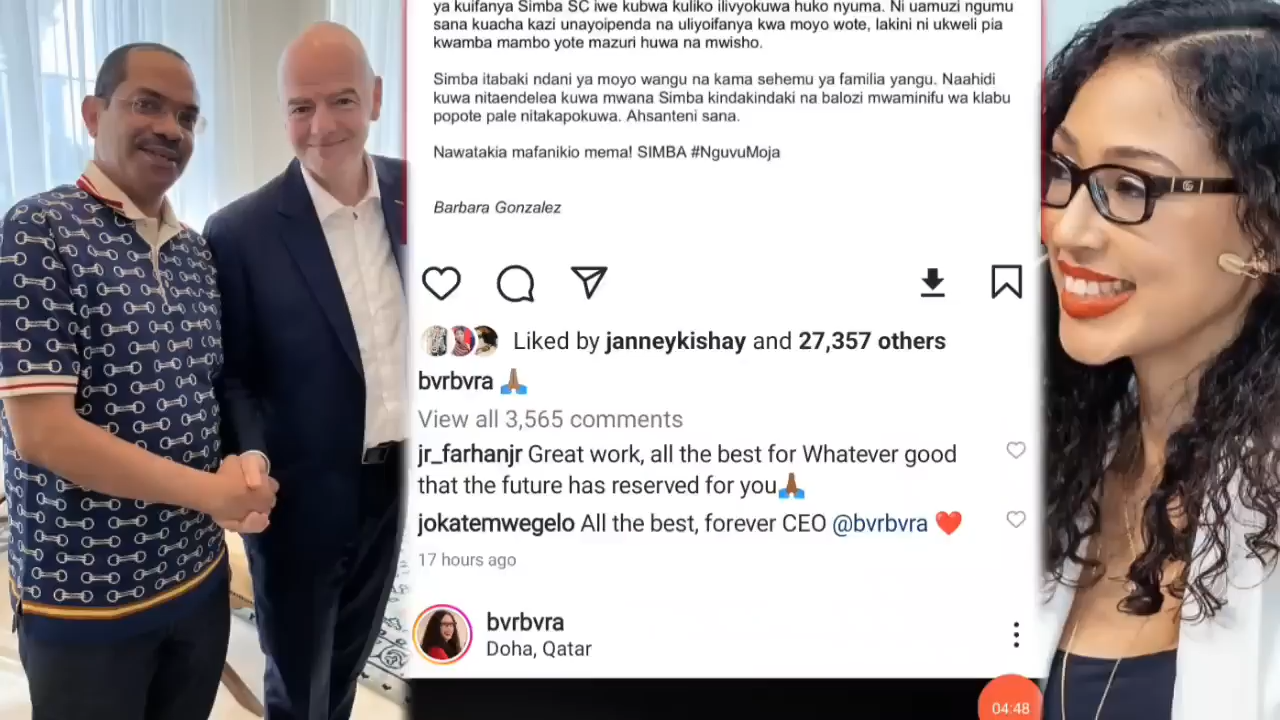 ya kuifanya Simba SC iwe kubwa kuliko ilivyokuwa huko nyuma. Ni uamuzi ngumu
sana kuacha kazi unayoipenda na uliyoifanya kwa moyo wote, lakini ni ukweli pia
kwamba mambo yote mazuri huwa na mwisho.
Simba itabaki ndani ya moyo wangu na kama sehemu ya familia yangu. Naahidi
kuwa nitaendelea kuwa mwana Simba kindakindaki na balozi mwaminifu wa klabu
popote pale nitakapokuwa. Ahsanteni sana.
Nawatakia mafanikio mema! SIMBA #NguvuMoja
Barbara Gonzalez
Liked by janneykishay and 27,357 others
bvrbvra 🙏🏾
View all 3,565 comments
jr_farhanjr Great work, all the best for Whatever good
that the future has reserved for you🙏🏾
jokatemwegelo All the best, forever CEO @bvrbvra ❤️
17 hours ago
bvrbvra
Doha, Qatar
04:48